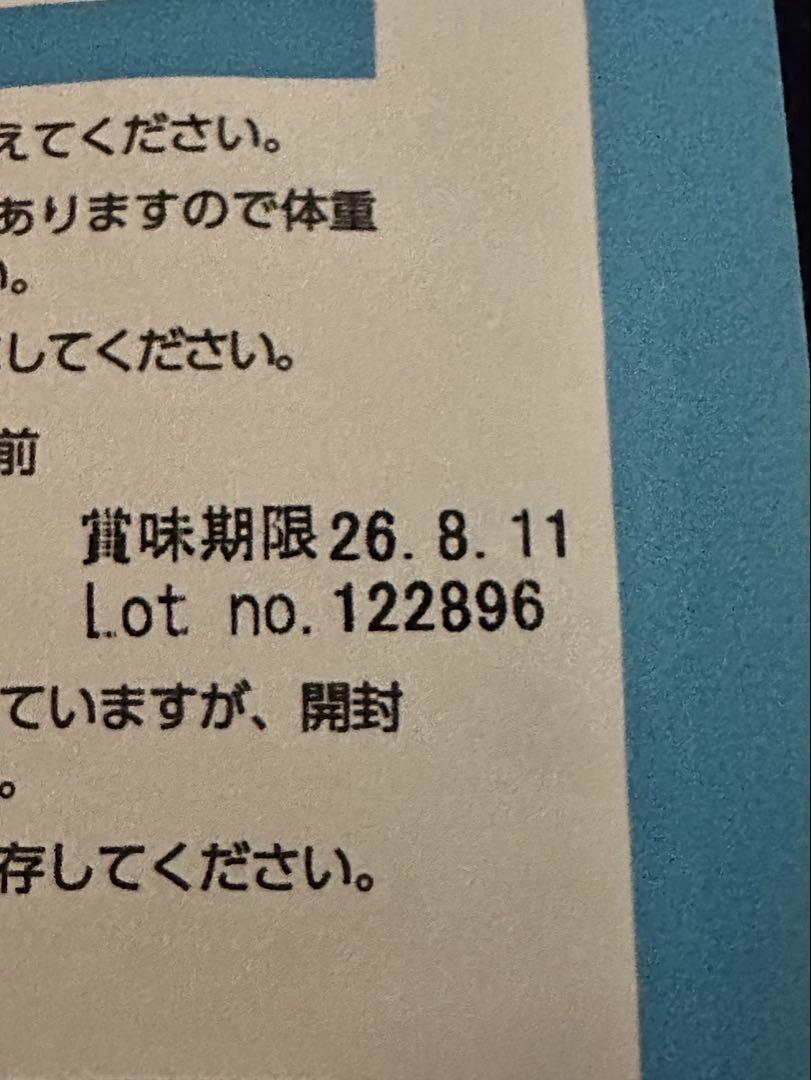 えてください。
ありますので体重
い。
してください。
前
賞味期限26.8.11
Lot no.122896
ていますが、開封
。
存してください。